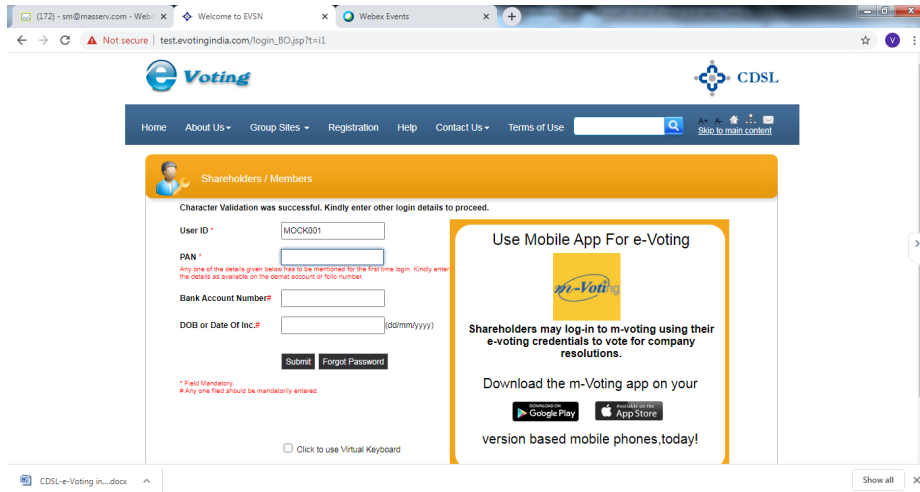 (172) - sm@masserv.com - Webm
Welcome to EVSN
Webex Events
Not secure | test.evotingindia.com/login_BO.jsp?t=i1
V
e Voting
CDSL
Home About Us Group Sites Registration Help Contact Us Terms of Use
A+ A-
Skip to main content
Shareholders / Members
Character Validation was successful. Kindly enter other login details to proceed.
User ID *
MOCK001
PAN *
Any one of the details given below has to be mentioned for the first time login. Kindly enter
the details as available on the demat account or folio number.
Bank Account Number#
DOB or Date Of Inc.#
(dd/mm/yyyy)
Submit Forgot Password
* Field Mandatory
# Any one filed should be mandatorily entered.
Click to use Virtual Keyboard
Use Mobile App For e-Voting
m-Voting
Shareholders may log-in to m-voting using their
e-voting credentials to vote for company
resolutions.
Download the m-Voting app on your
DOWNLOAD ON
Google Play
Available on the
App Store
version based mobile phones,today!
CDSL-e-Voting in....docx
Show all